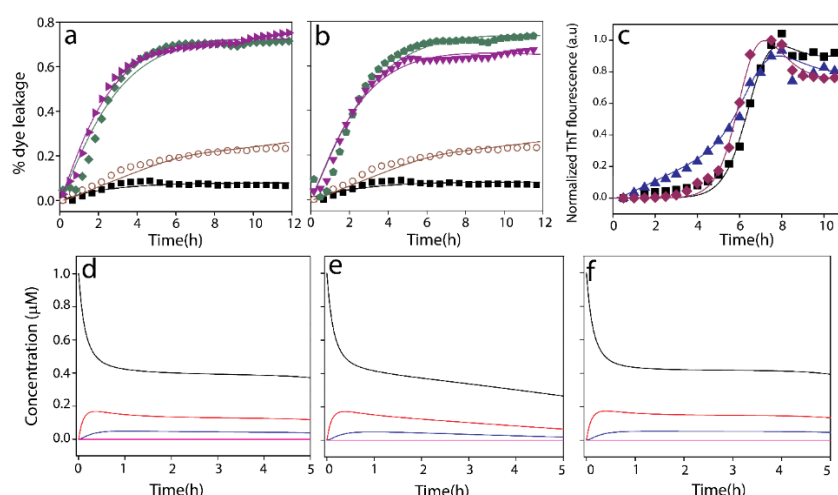 a
b
c
% dye leakage
0.8
0.6
0.4
0.2
0.0
0 2 4 6 8 10 12
Time(h)
0 2 4 6 8 10 12
Time(h)
Normalized ThT flourescence (a.u)
1.0
0.8
0.6
0.4
0.2
0.0
0 2 4 6 8 10
Time(h)
d
e
f
Concentration (μM)
1.0
0.8
0.6
0.4
0.2
0.0
0 1 2 3 4 5
Time(h)
0 1 2 3 4 5
Time(h)
0 1 2 3 4 5
Time(h)